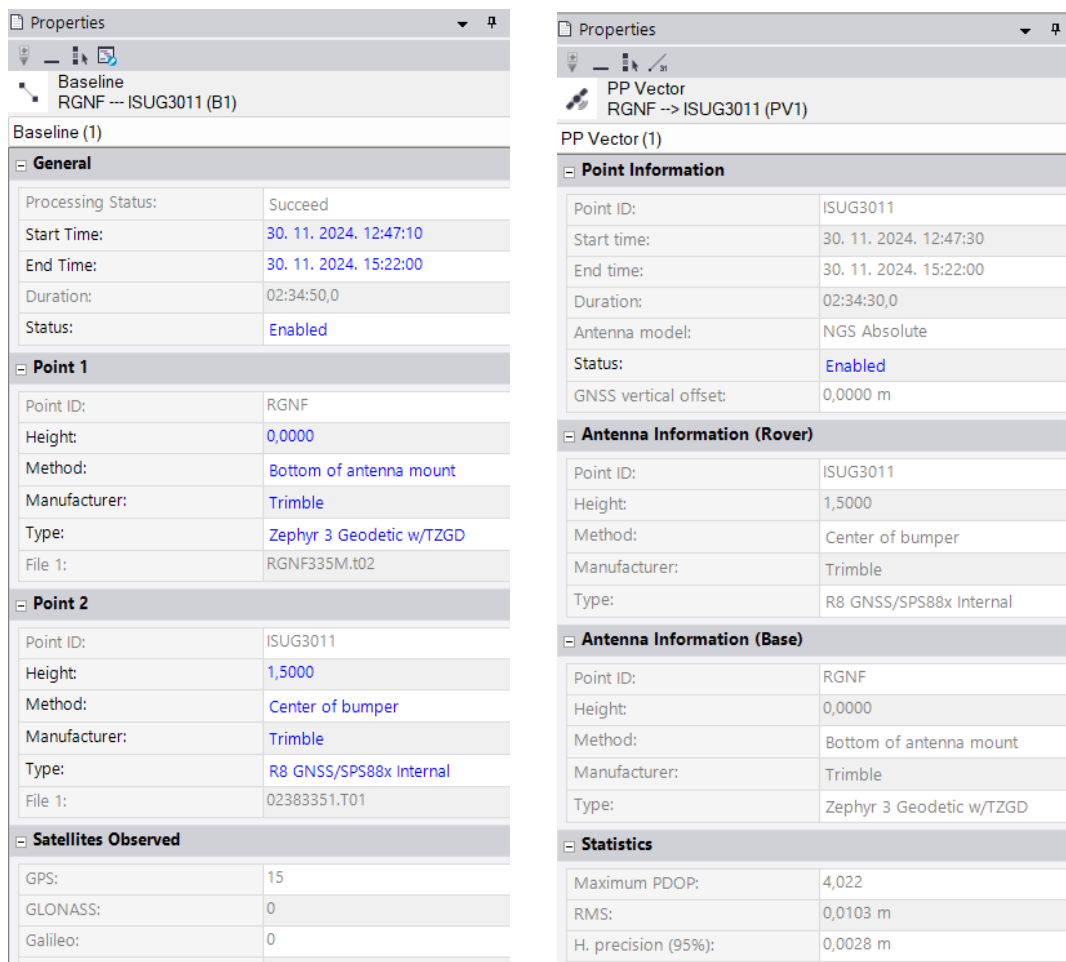 Properties
Baseline
RGNF --- ISUG3011 (B1)
Baseline (1)
General
Processing Status: Succeed
Start Time: 30. 11. 2024. 12:47:10
End Time: 30. 11. 2024. 15:22:00
Duration: 02:34:50,0
Status: Enabled
Point 1
Point ID: RGNF
Height: 0,0000
Method: Bottom of antenna mount
Manufacturer: Trimble
Type: Zephyr 3 Geodetic w/TZGD
File 1: RGNF335M.t02
Point 2
Point ID: ISUG3011
Height: 1,5000
Method: Center of bumper
Manufacturer: Trimble
Type: R8 GNSS/SPS88x Internal
File 1: 02383351.T01
Satellites Observed
GPS: 15
GLONASS: 0
Galileo: 0
Properties
31
PP Vector
RGNF --> ISUG3011 (PV1)
PP Vector (1)
Point Information
Point ID: ISUG3011
Start time: 30. 11. 2024. 12:47:30
End time: 30. 11. 2024. 15:22:00
Duration: 02:34:30,0
Antenna model: NGS Absolute
Status: Enabled
GNSS vertical offset: 0,0000 m
Antenna Information (Rover)
Point ID: ISUG3011
Height: 1,5000
Method: Center of bumper
Manufacturer: Trimble
Type: R8 GNSS/SPS88x Internal
Antenna Information (Base)
Point ID: RGNF
Height: 0,0000
Method: Bottom of antenna mount
Manufacturer: Trimble
Type: Zephyr 3 Geodetic w/TZGD
Statistics
Maximum PDOP: 4,022
RMS: 0,0103 m
H. precision (95%): 0,0028 m